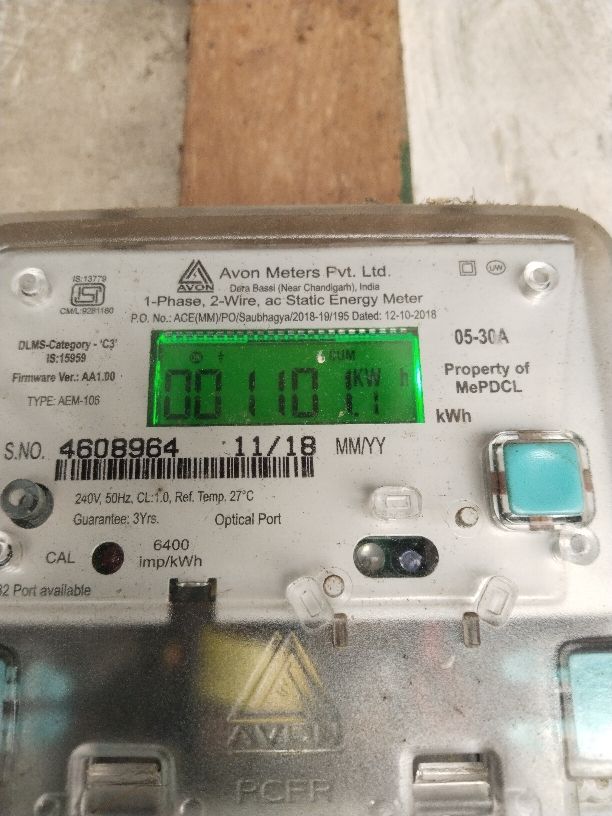 IS:13779
ISI
CM/L:9281180
AVON
Avon Meters Pvt. Ltd.
Dera Bassi (Near Chandigarh), India
1-Phase, 2-Wire, ac Static Energy Meter
P.O. No.: ACE(MM)/PO/Saubhagya/2018-19/195 Dated: 12-10-2018
UW
DLMS-Category - 'C3'
IS:15959
Firmware Ver.: AA1.00
TYPE: AEM-106
CUM
KW h
05-30A
Property of
MePDCL
kWh
S.NO. 4608964 11/18 MM/YY
240V, 50Hz, CL:1.0, Ref. Temp. 27°C
Guarantee: 3Yrs. Optical Port
CAL 6400
imp/kWh
Port available
AVON